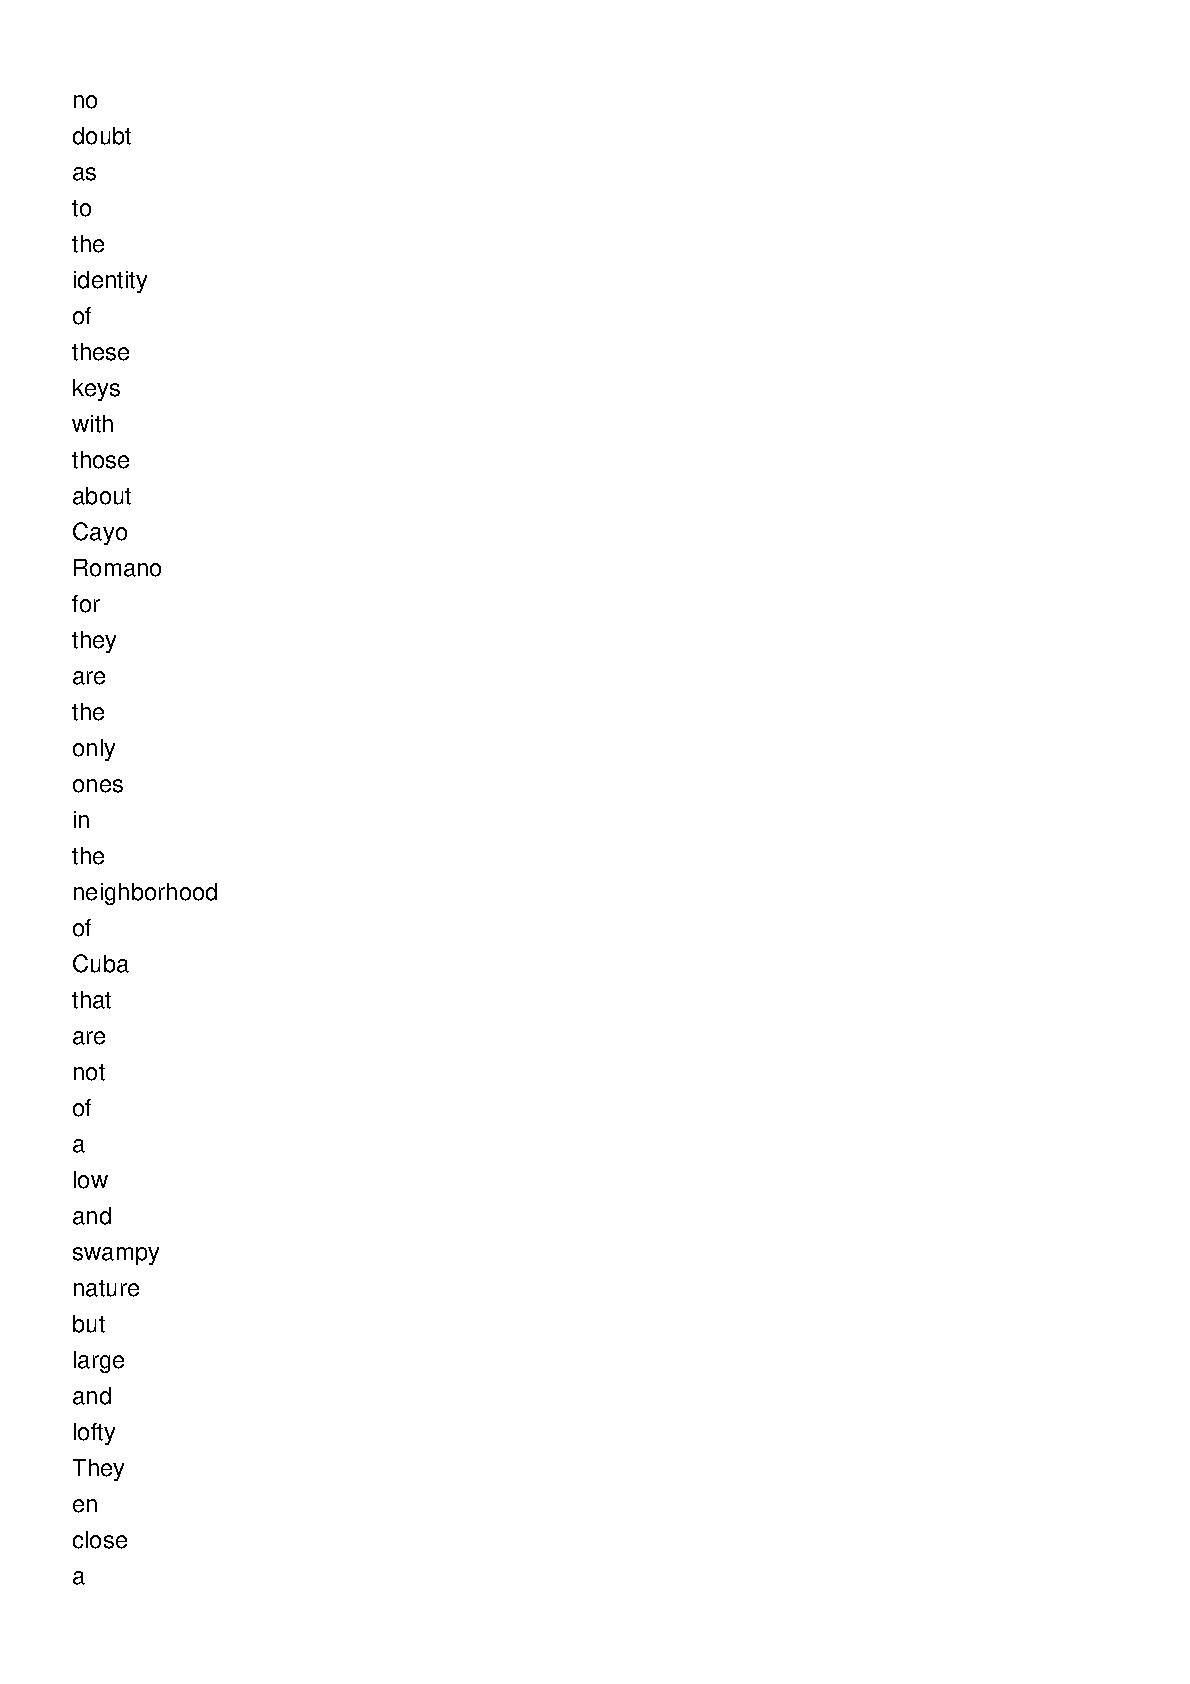 no
doubt
as
to
the
identity
of
these
keys
with
those
about
Cayo
Romano
for
they
are
the
only
ones
in
the
neighborhood
of
Cuba
that
are
not
of
a
low
and
swampy
nature
but
large
and
lofty
They
en
close
a